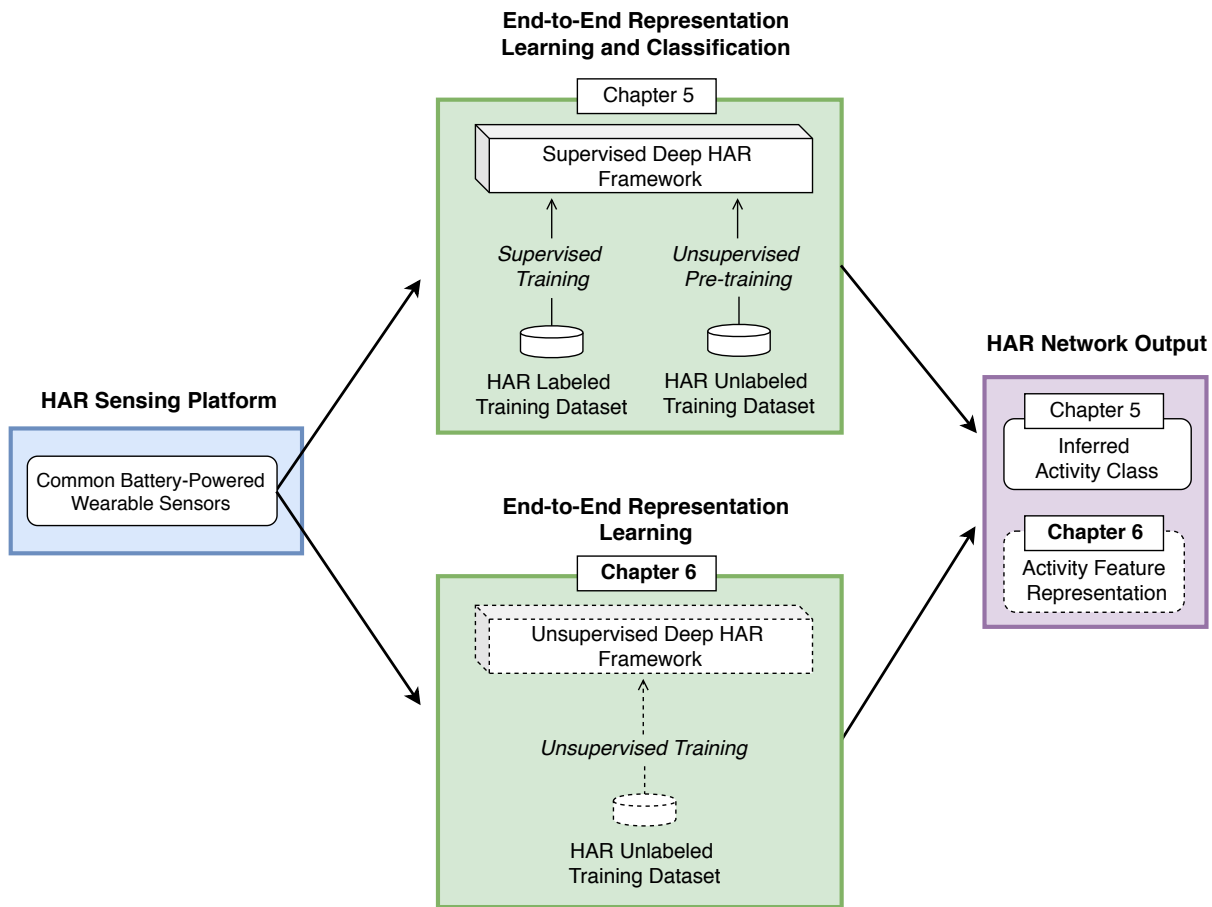 End-to-End Representation
Learning and Classification
Chapter 5
Supervised Deep HAR
Framework
Supervised
Training
Unsupervised
Pre-training
HAR Labeled
Training Dataset
HAR Unlabeled
Training Dataset
HAR Sensing Platform
Common Battery-Powered
Wearable Sensors
End-to-End Representation
Learning
Chapter 6
Unsupervised Deep HAR
Framework
Unsupervised Training
HAR Unlabeled
Training Dataset
HAR Network Output
Chapter 5
Inferred
Activity Class
Chapter 6
Activity Feature
Representation